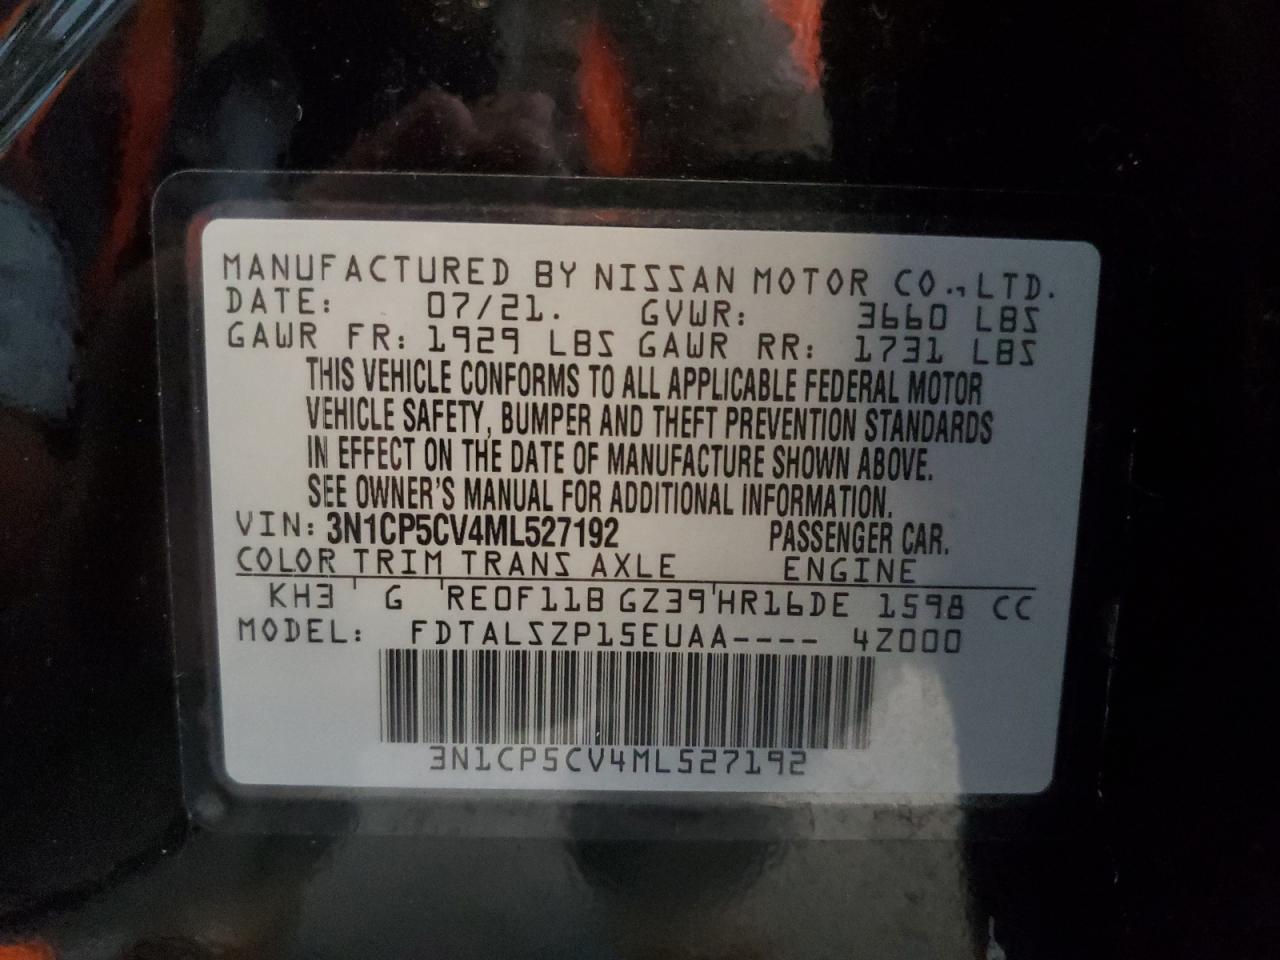 MANUFACTURED BY NISSAN MOTOR CO., LTD.
DATE: 07/21. GVWR: 3660 LBS
GAWR FR: 1929 LBS GAWR RR: 1731 LBS
THIS VEHICLE CONFORMS TO ALL APPLICABLE FEDERAL MOTOR
VEHICLE SAFETY, BUMPER AND THEFT PREVENTION STANDARDS
IN EFFECT ON THE DATE OF MANUFACTURE SHOWN ABOVE.
SEE OWNER'S MANUAL FOR ADDITIONAL INFORMATION.
VIN: 3N1CP5CV4ML527192 PASSENGER CAR.
COLOR TRIM TRANS AXLE ENGINE
KH3 G RE0F11B GZ39 HR16DE 1598 CC
MODEL: FDTALSZP15EUAA---- 4Z000
3N1CP5CV4ML527192